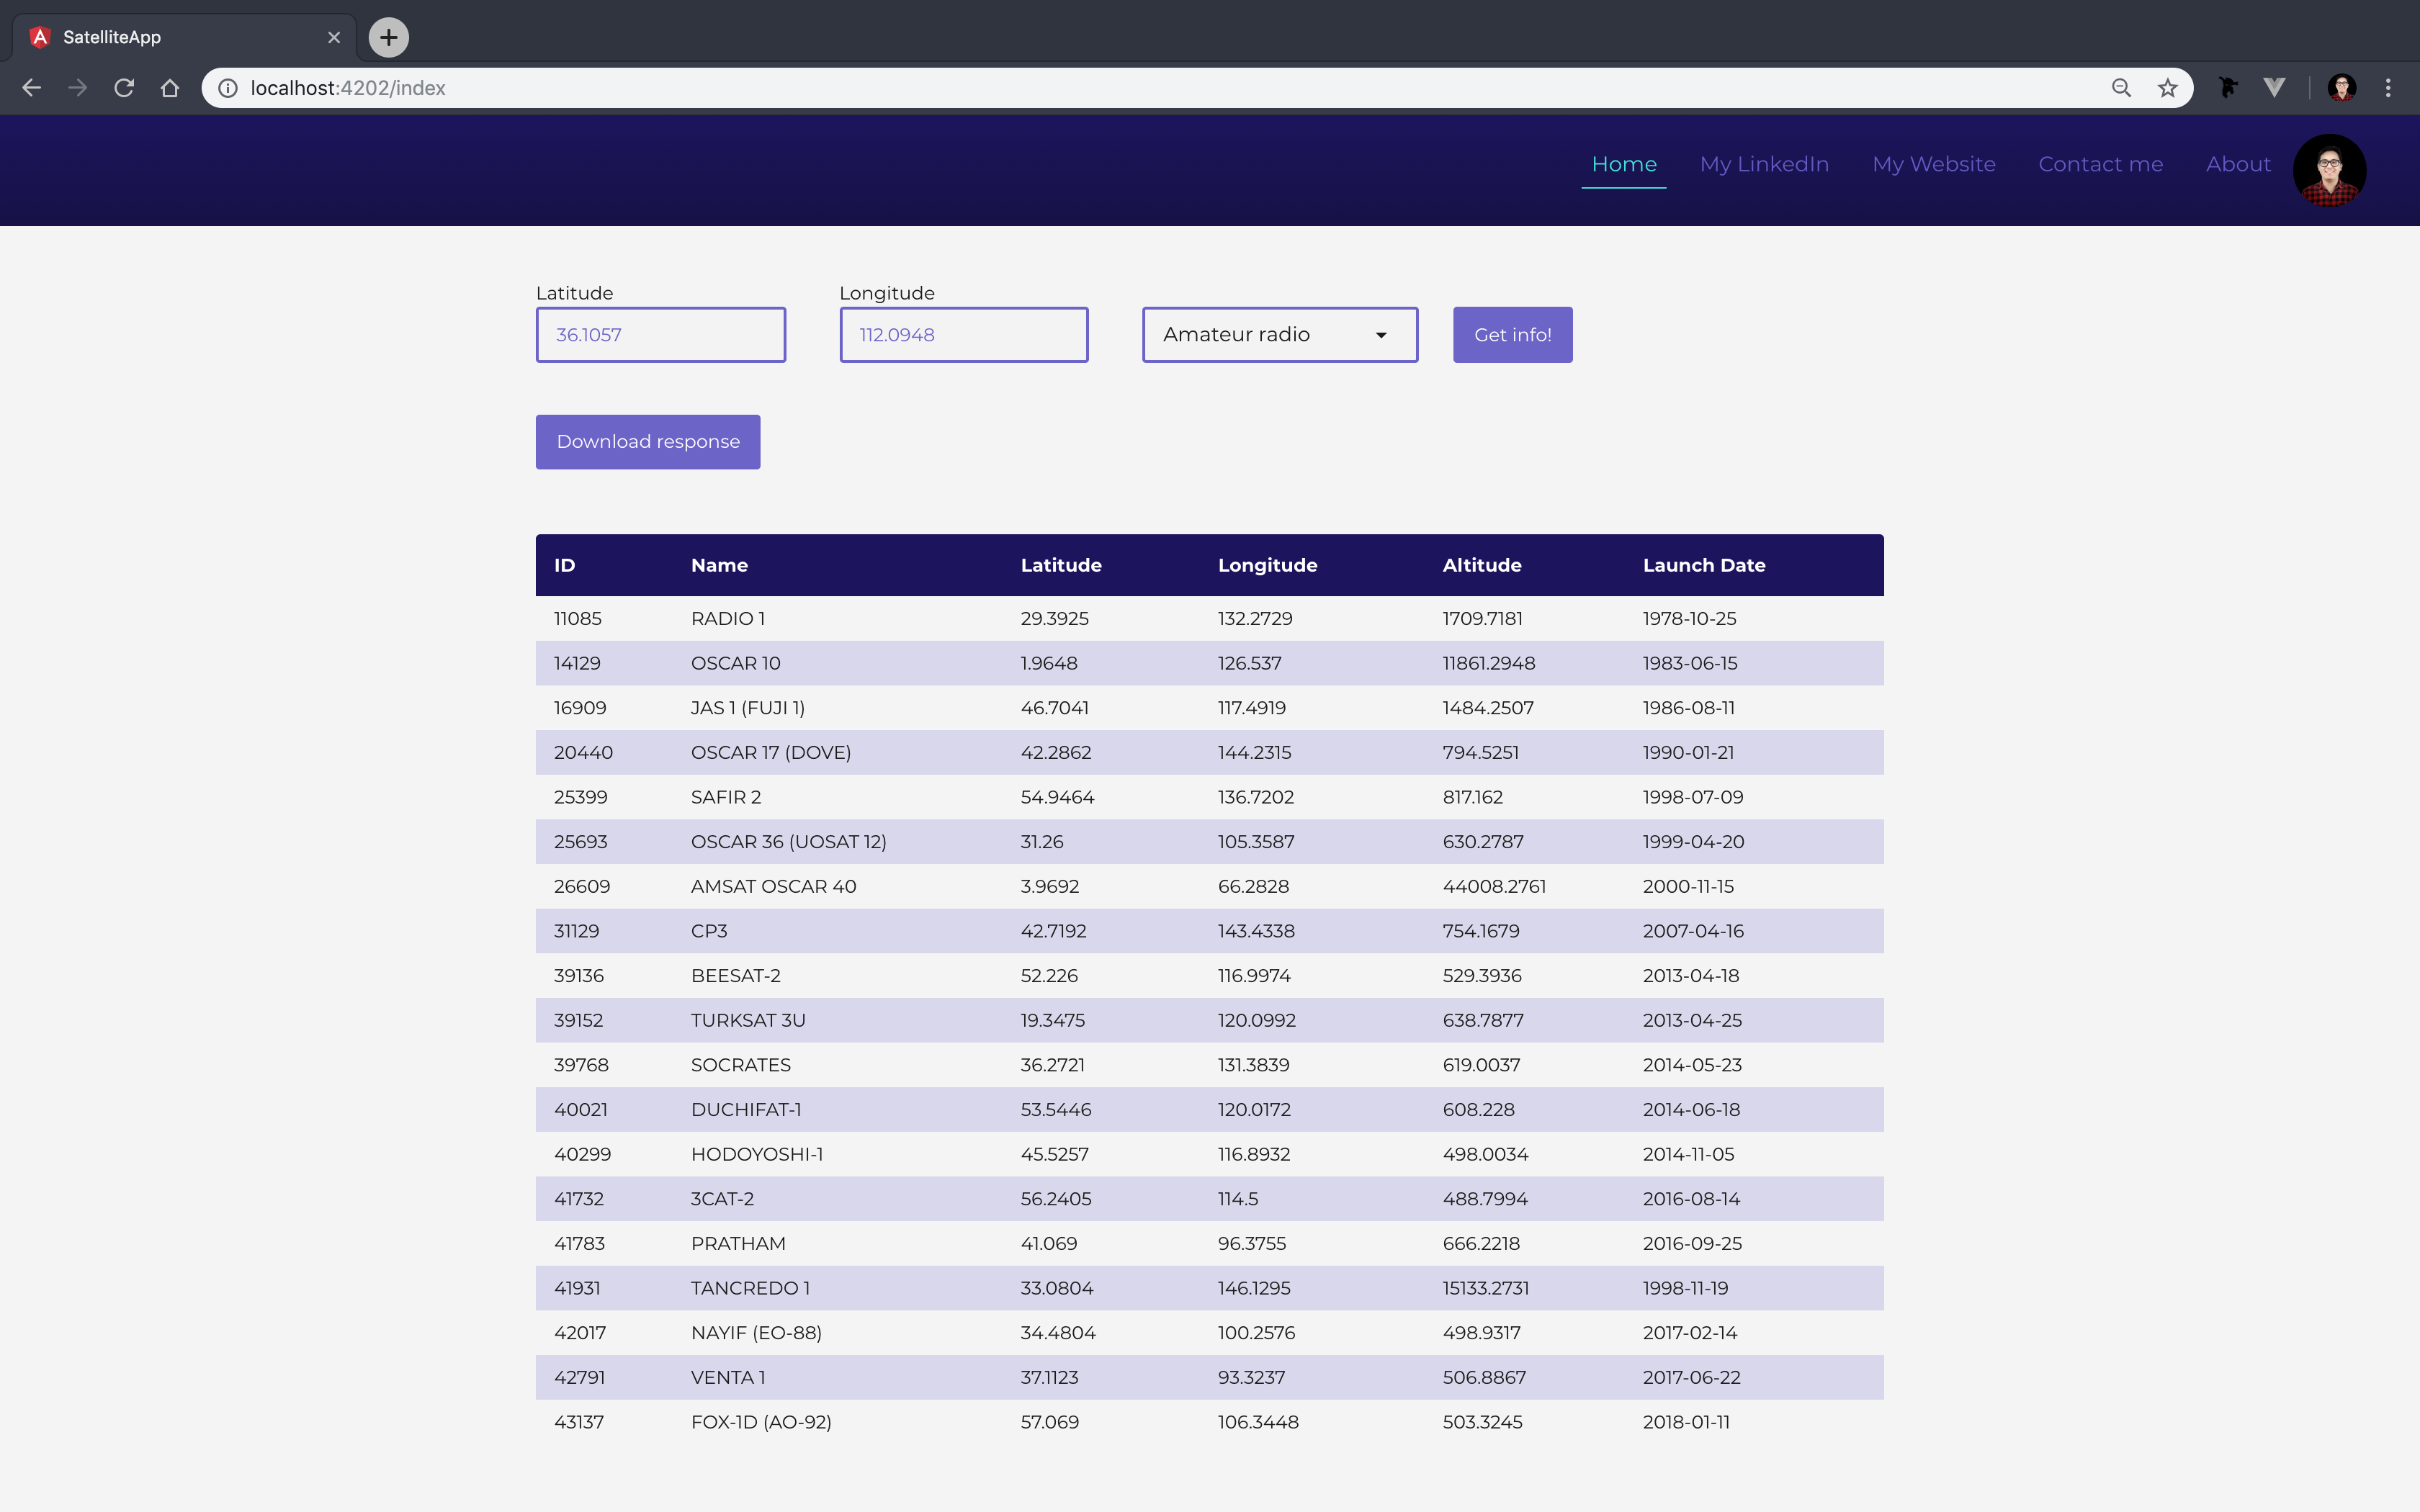 SatelliteApp
localhost:4202/index
Home My LinkedIn My Website Contact me About
Latitude Longitude
36.1057 112.0948 Amateur radio Get info!
Download response
ID Name Latitude Longitude Altitude Launch Date
11085 RADIO 1 29.3925 132.2729 1709.7181 1978-10-25
14129 OSCAR 10 1.9648 126.537 11861.2948 1983-06-15
16909 JAS 1 (FUJI 1) 46.7041 117.4919 1484.2507 1986-08-11
20440 OSCAR 17 (DOVE) 42.2862 144.2315 794.5251 1990-01-21
25399 SAFIR 2 54.9464 136.7202 817.162 1998-07-09
25693 OSCAR 36 (UOSAT 12) 31.26 105.3587 630.2787 1999-04-20
26609 AMSAT OSCAR 40 3.9692 66.2828 44008.2761 2000-11-15
31129 CP3 42.7192 143.4338 754.1679 2007-04-16
39136 BEESAT-2 52.226 116.9974 529.3936 2013-04-18
39152 TURKSAT 3U 19.3475 120.0992 638.7877 2013-04-25
39768 SOCRATES 36.2721 131.3839 619.0037 2014-05-23
40021 DUCHIFAT-1 53.5446 120.0172 608.228 2014-06-18
40299 HODOYOSHI-1 45.5257 116.8932 498.0034 2014-11-05
41732 3CAT-2 56.2405 114.5 488.7994 2016-08-14
41783 PRATHAM 41.069 96.3755 666.2218 2016-09-25
41931 TANCREDO 1 33.0804 146.1295 15133.2731 1998-11-19
42017 NAYIF (EO-88) 34.4804 100.2576 498.9317 2017-02-14
42791 VENTA 1 37.1123 93.3237 506.8867 2017-06-22
43137 FOX-1D (AO-92) 57.069 106.3448 503.3245 2018-01-11